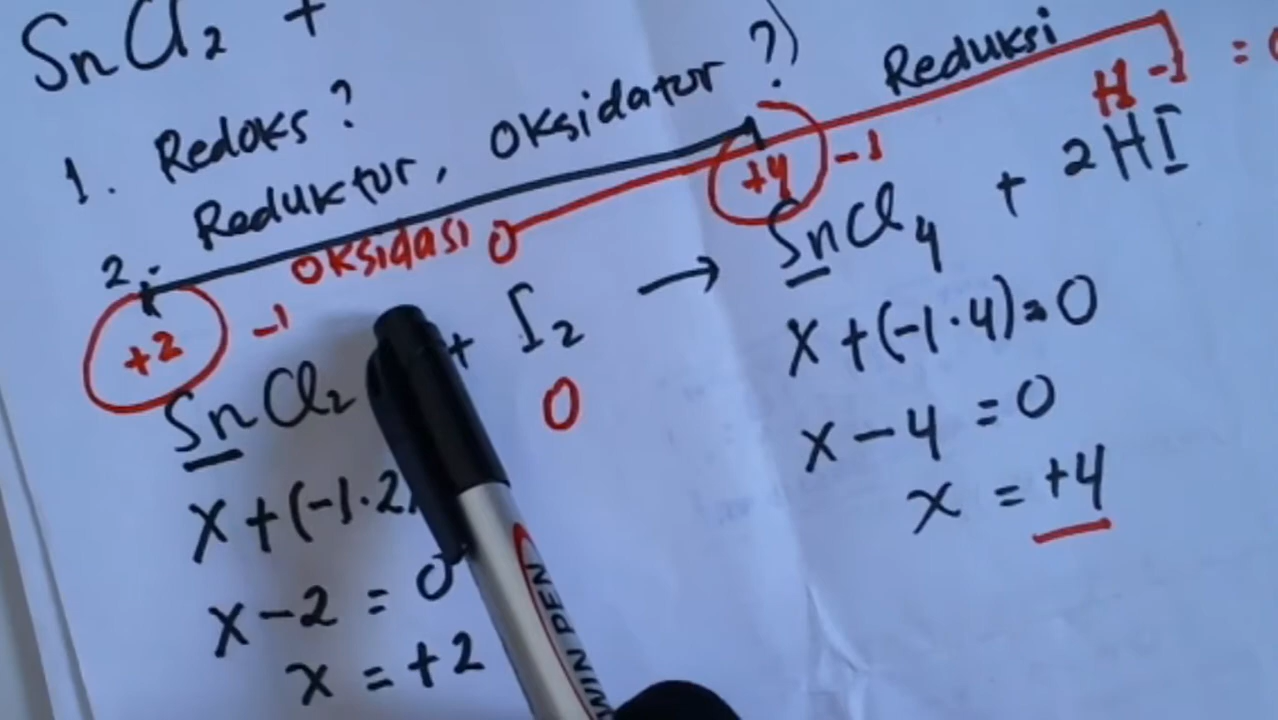 SnCl2 +
1. Redoks?
2. Reduktor, Oksidator?)
Reduksi
Oksidasi 0
+4 -1
H -1 =
+2 -1
SnCl2 + I2 → SnCl4 + 2HI
0
x + (-1.2)
x - 2 = 0
x = +2
x + (-1.4) = 0
x - 4 = 0
x = +4
WIN PEN